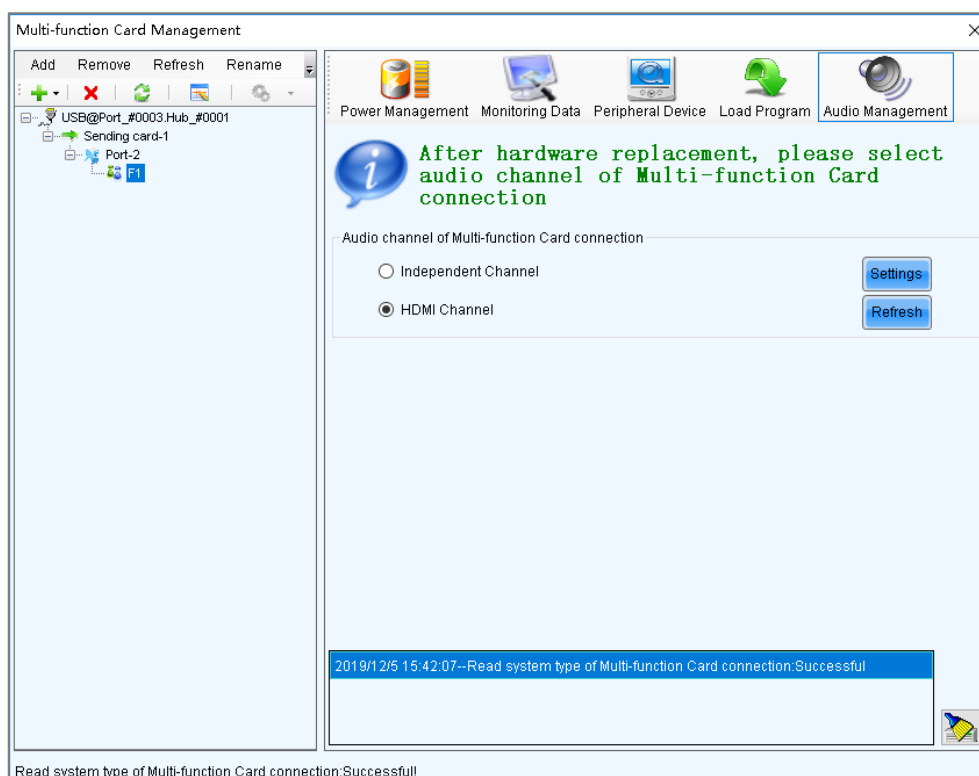 Multi-function Card Management
Add Remove Refresh Rename
USB@Port_#0003.Hub_#0001
Sending card-1
Port-2
F1
Power Management Monitoring Data Peripheral Device Load Program Audio Management
After hardware replacement, please select
audio channel of Multi-function Card
connection
Audio channel of Multi-function Card connection
Independent Channel
Settings
HDMI Channel
Refresh
2019/12/5 15:42:07--Read system type of Multi-function Card connection:Successful
Read system type of Multi-function Card connection:Successful!